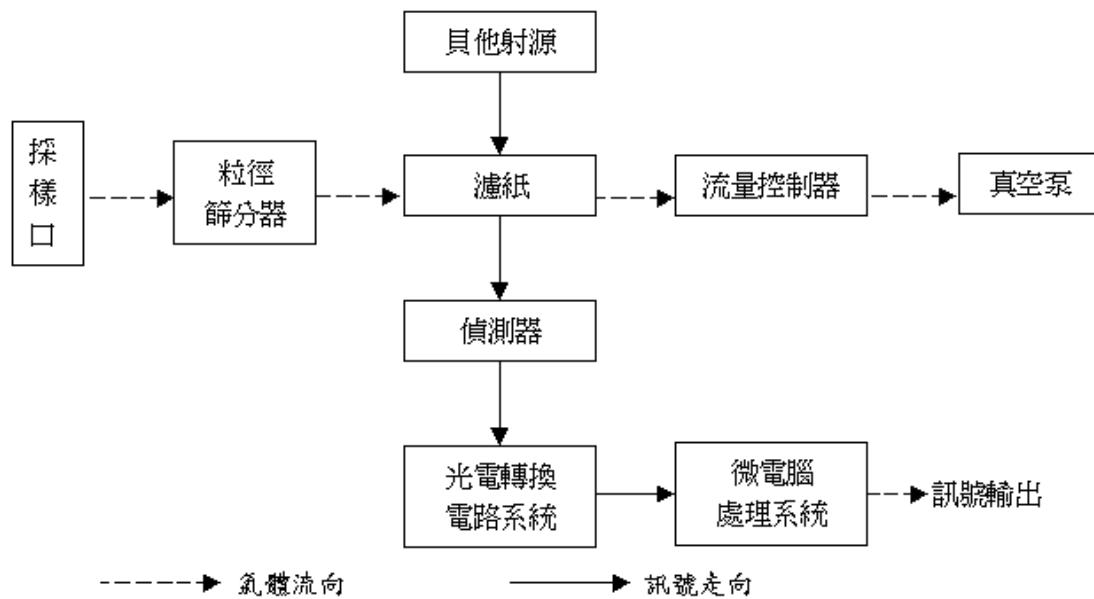 貝他射源
採
樣
口
粒徑
篩分器
濾紙
流量控制器
真空泵
偵測器
光電轉換
電路系統
微電腦
處理系統
訊號輸出
氣體流向
訊號走向